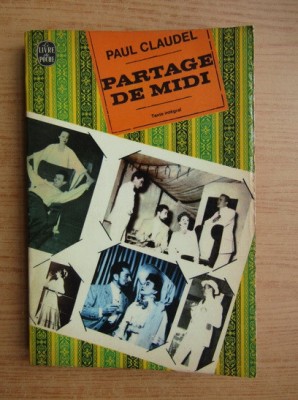 LE LIVRE
DE POCHE
PAUL CLAUDEL
PARTAGE
DE MIDI
Texte intégral